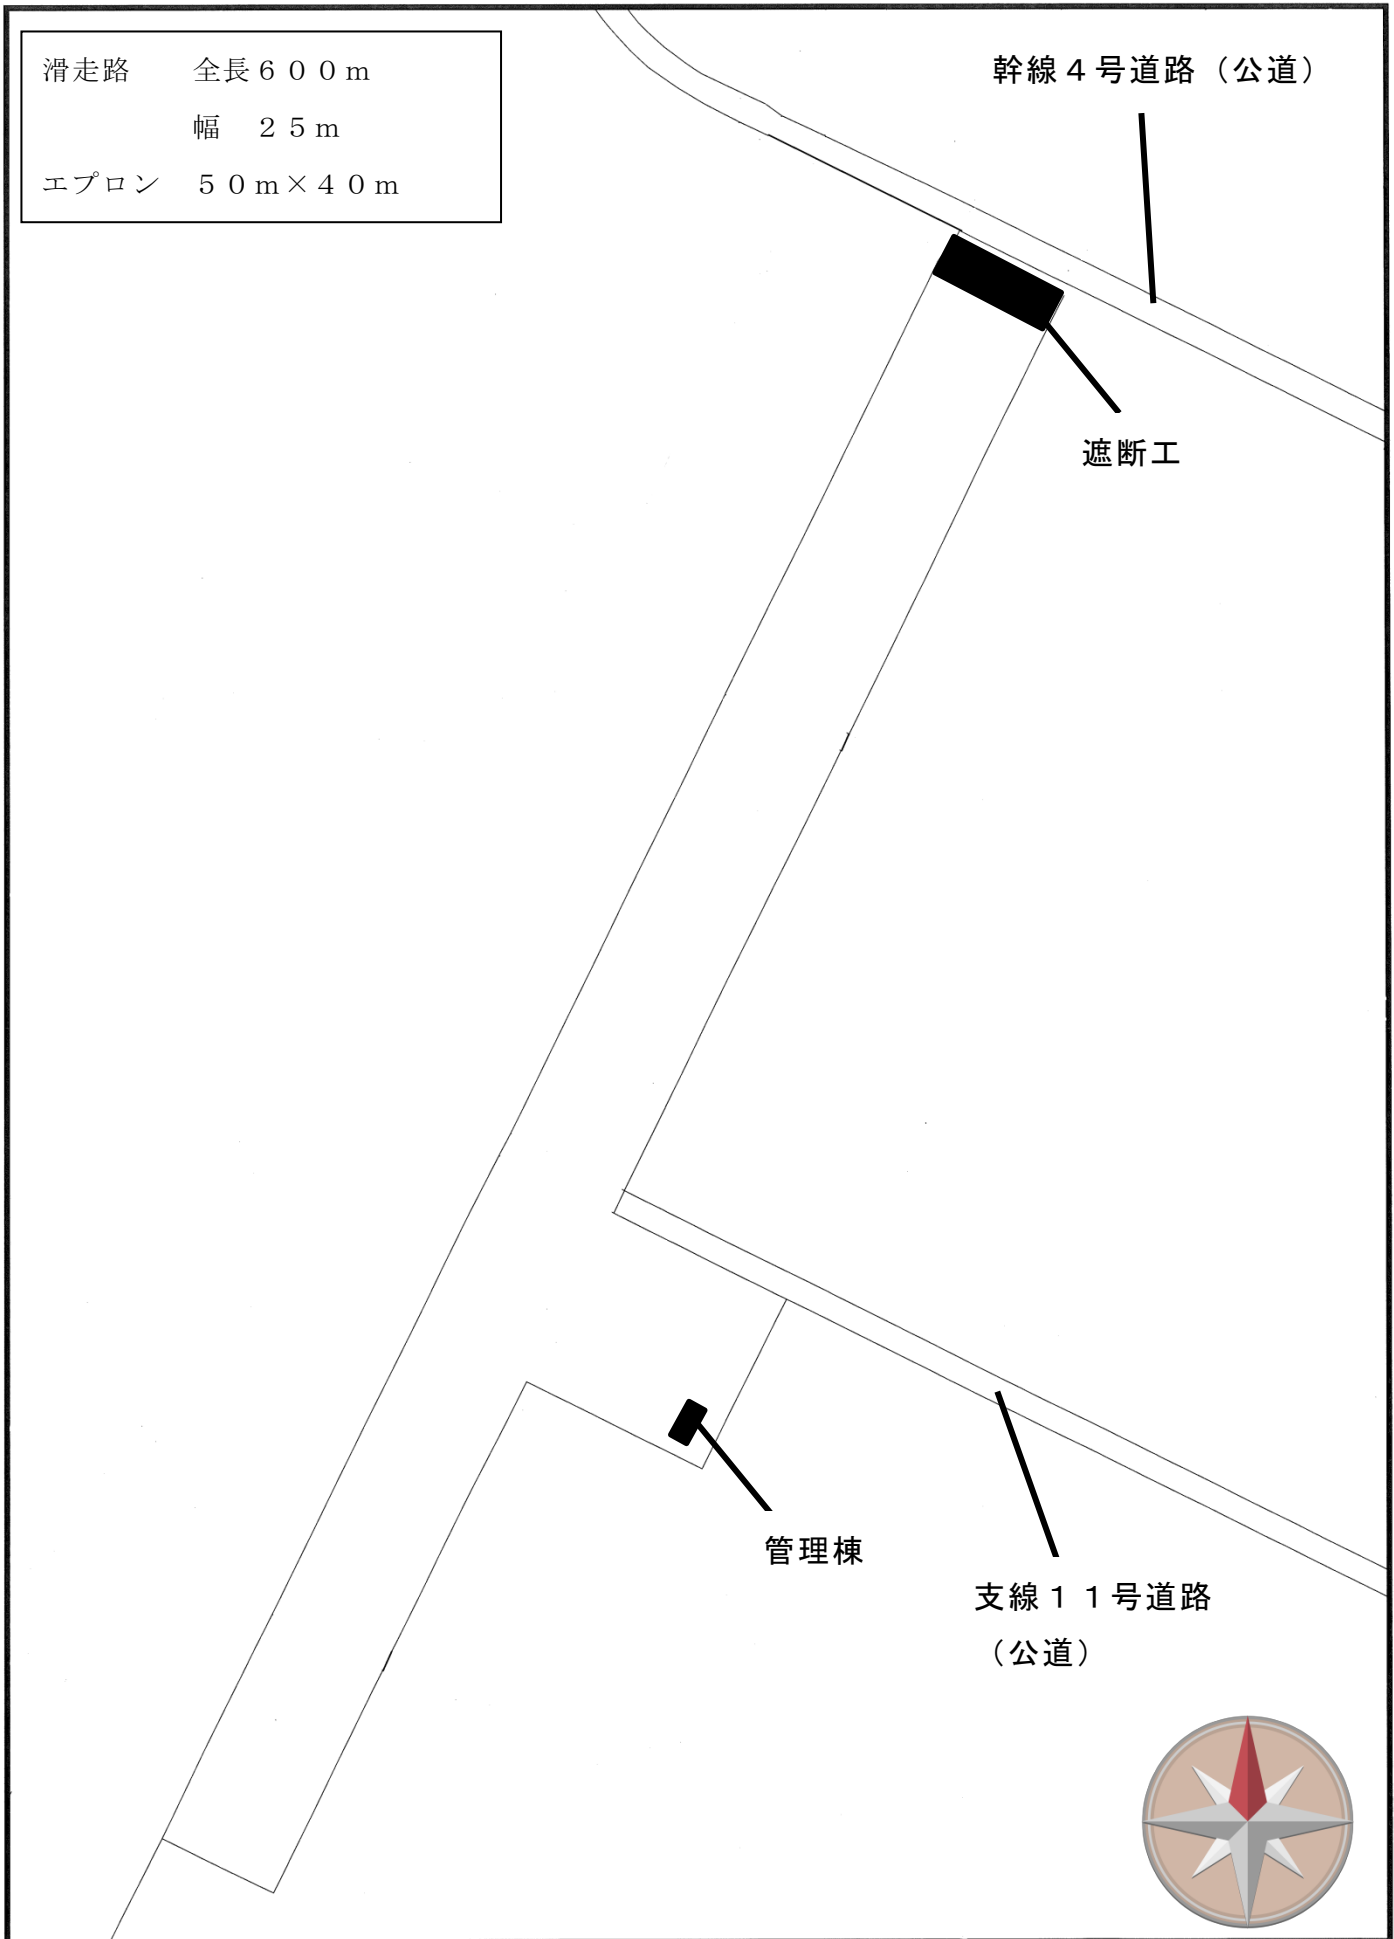 滑走路　　全長６００ｍ
幅　２５ｍ
エプロン　５０ｍ×４０ｍ
幹線４号道路（公道）
遮断工
管理棟
支線１１号道路
（公道）